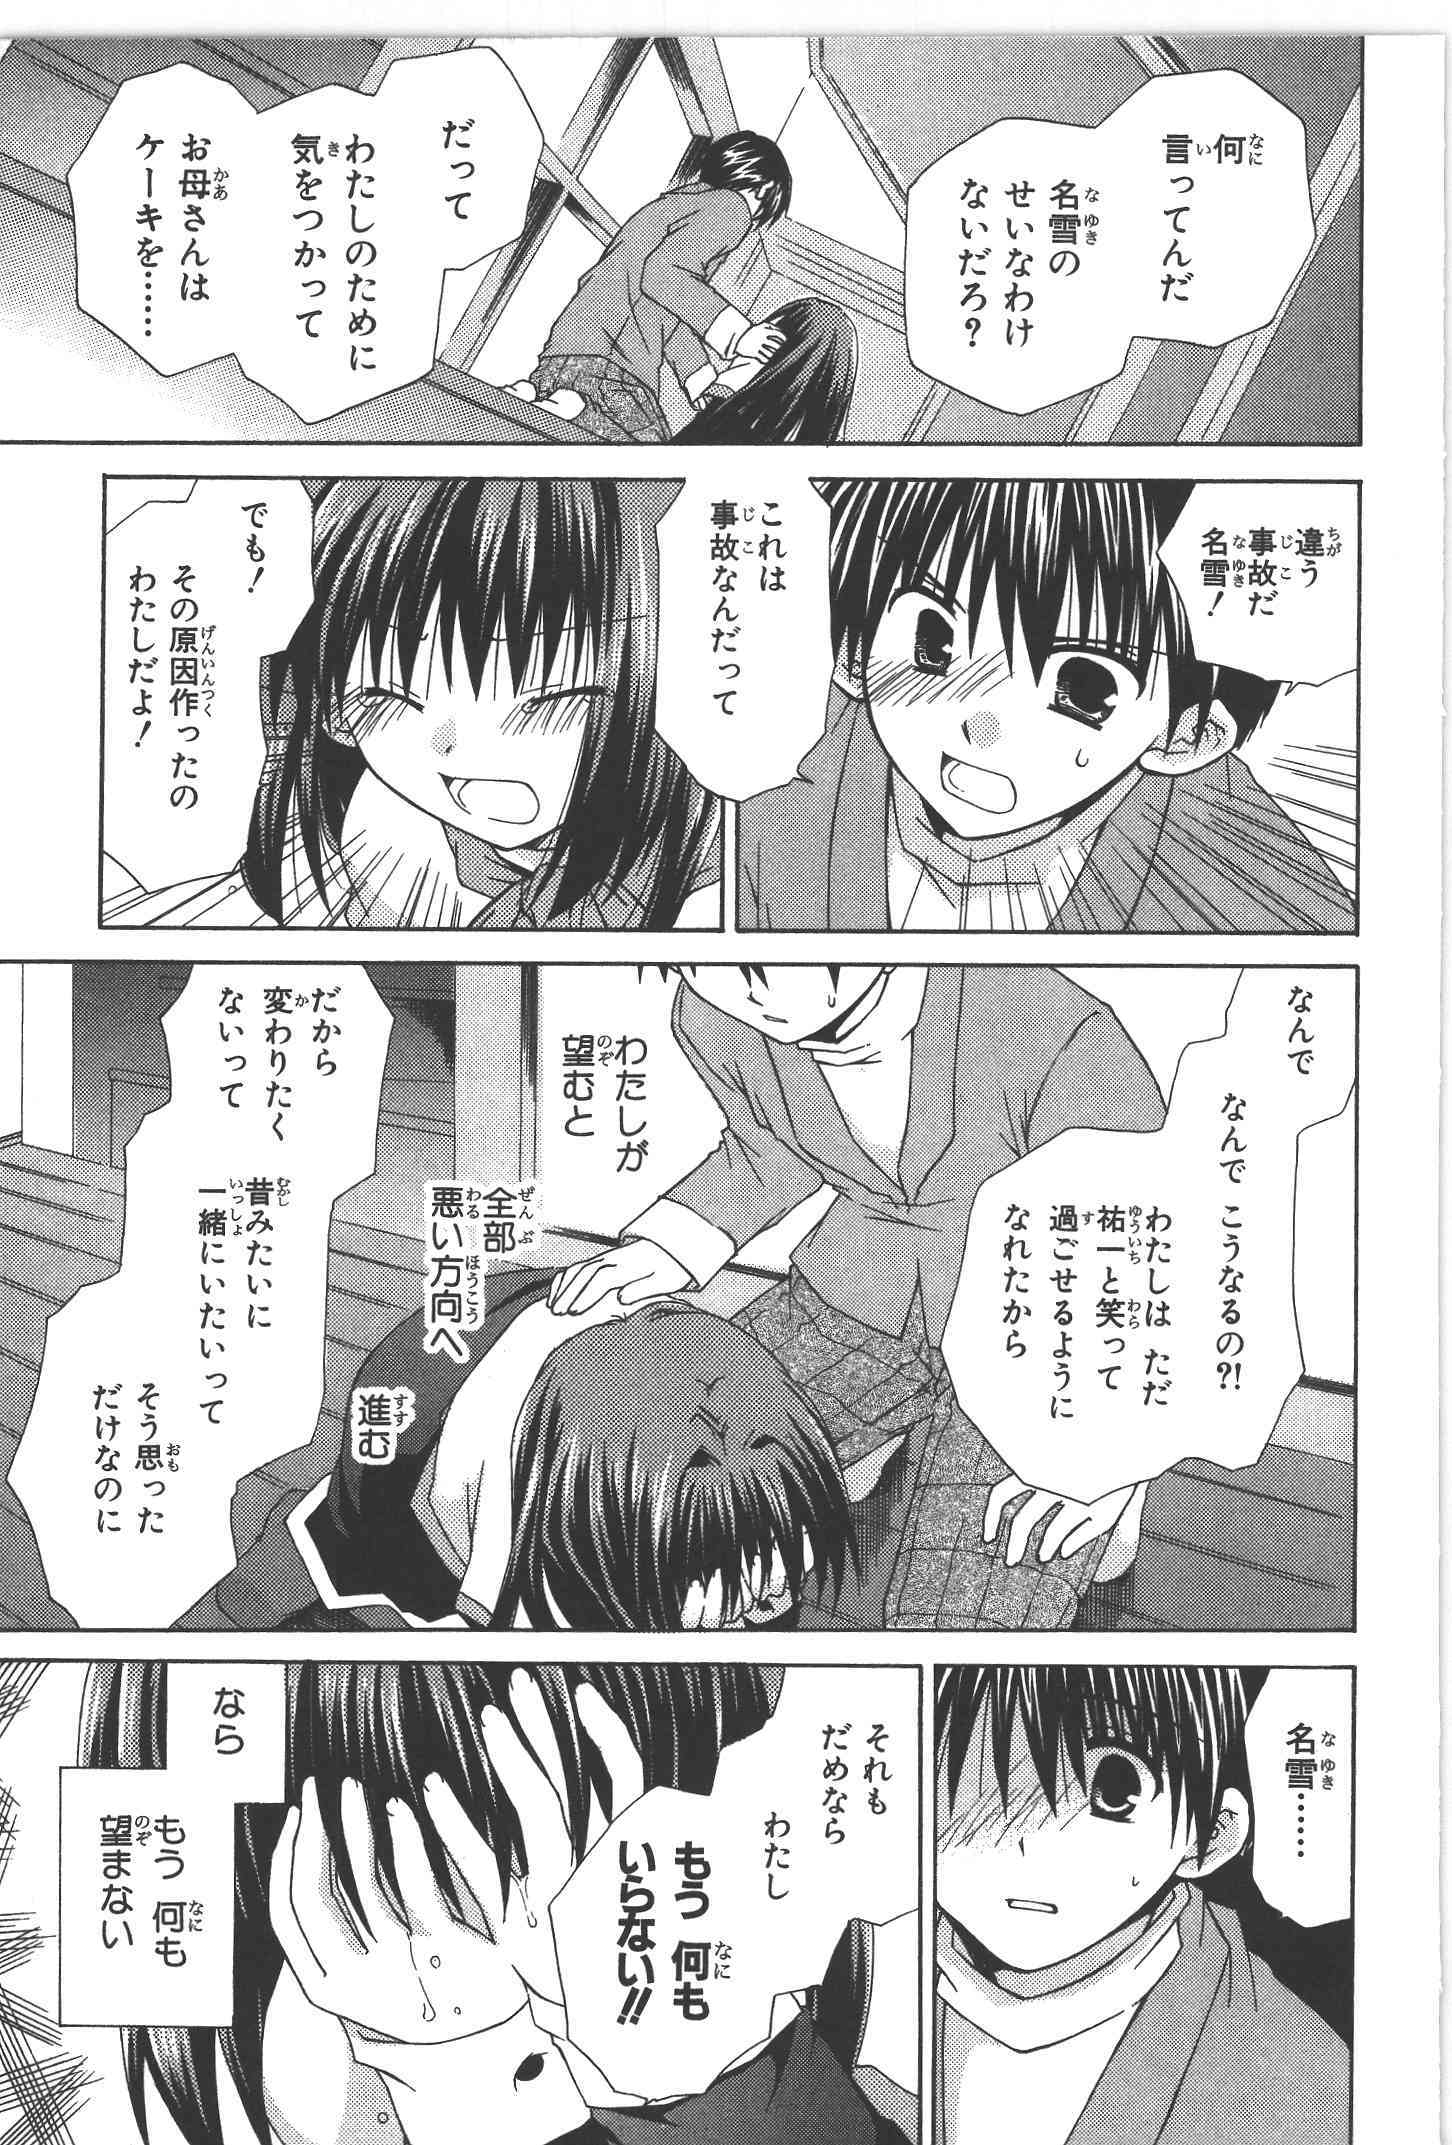 何
言ってんだ
名雪の
せいなわけ
ないだろ?
だって
わたしのために
気をつかって
お母さんは
ケーキを……
違う
事故だ
名雪!
これは
事故なんだって
でも!
その原因作ったの
わたしだよ!
なんで
なんで こうなるの?!
わたしは ただ
祐一と笑って
過ごせるように
なれたから
わたしが
望むと
全部
悪い方向へ
進む
だから
変わりたく
ないって
昔みたいに
一緒にいたいって
そう思った
だけなのに
名雪……
それも
だめなら
わたし
もう 何も
いらない!!
なら
もう 何も
望まない